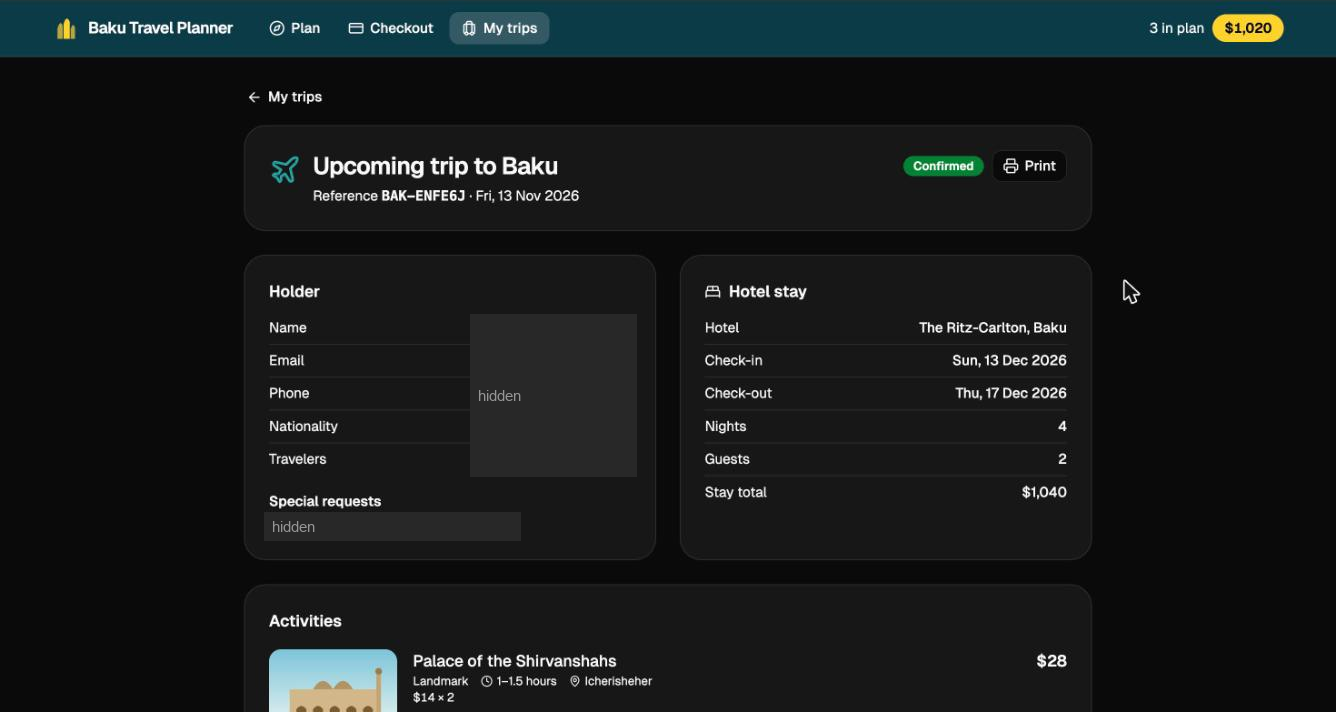 Baku Travel Planner Plan Checkout My trips 3 in plan $1,020
My trips
Upcoming trip to Baku
Confirmed Print
Reference BAK–ENFE6J · Fri, 13 Nov 2026
Holder
Name
Email
Phone
Nationality
Travelers
hidden
Special requests
hidden
Hotel stay
Hotel The Ritz-Carlton, Baku
Check-in Sun, 13 Dec 2026
Check-out Thu, 17 Dec 2026
Nights 4
Guests 2
Stay total $1,040
Activities
Palace of the Shirvanshahs $28
Landmark 1–1.5 hours Icherisheher
$14 × 2